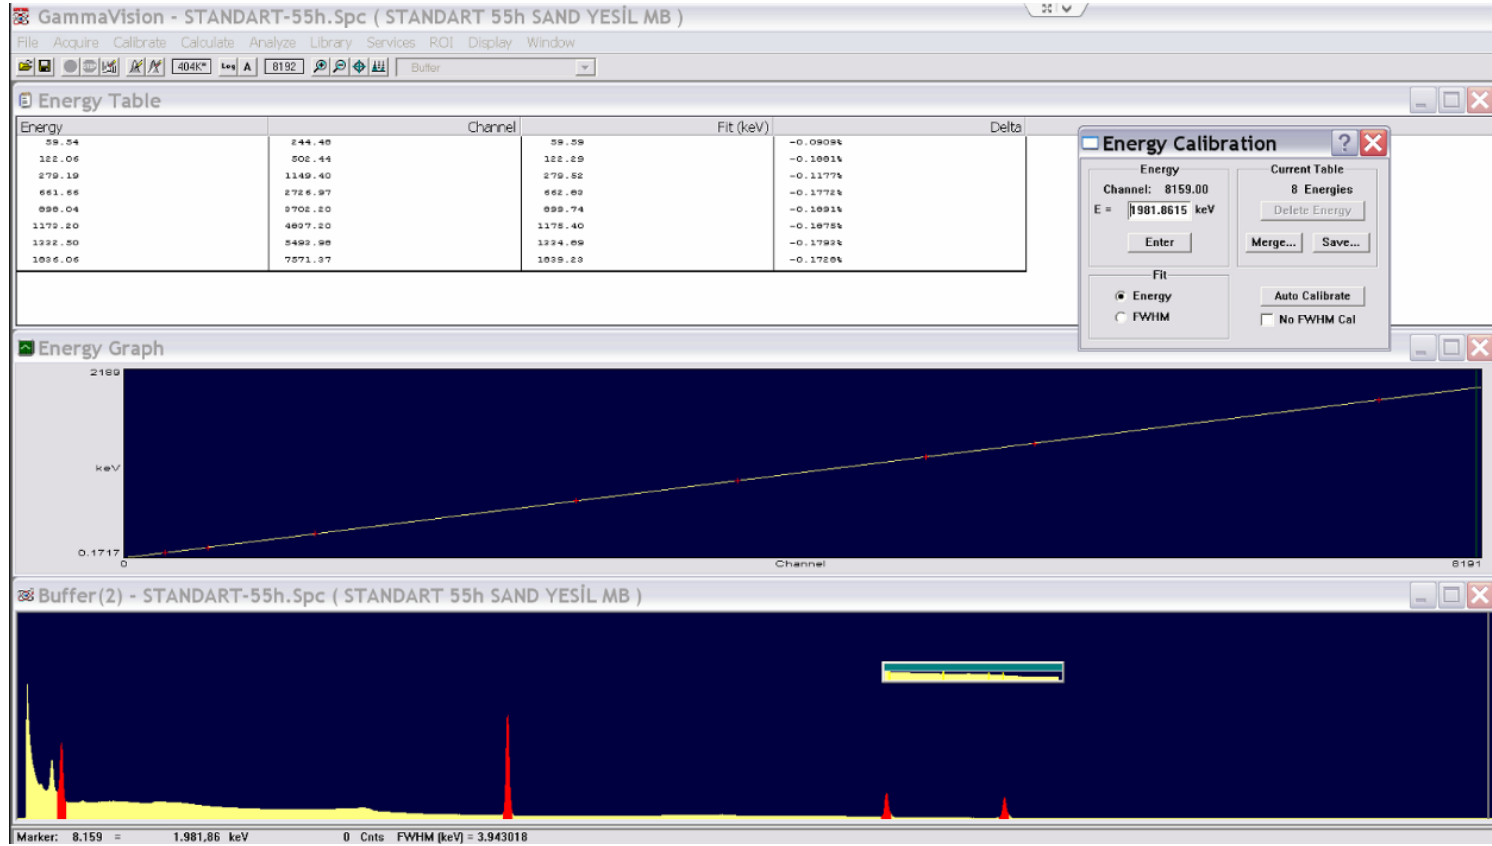 GammaVision - STANDART-55h.Spc ( STANDART 55h SAND YESİL MB )
File Acquire Calibrate Calculate Analyze Library Services ROI Display Window
404K* Log A 8192 Buffer
Energy Table
Energy Channel Fit (keV) Delta
59.54 244.48 59.59 -0.0909%
122.06 502.44 122.29 -0.1881%
279.19 1149.40 279.52 -0.1177%
661.66 2726.97 662.83 -0.1772%
898.04 3702.20 899.74 -0.1891%
1173.20 4837.20 1175.40 -0.1875%
1332.50 5493.98 1334.89 -0.1793%
1836.06 7571.37 1839.23 -0.1728%
Energy Calibration
Energy
Channel: 8159.00
E = 1981.8615 keV
Enter
Fit
Energy
FWHM
Current Table
8 Energies
Delete Energy
Merge... Save...
Auto Calibrate
No FWHM Cal
Energy Graph
2189
keV
0.1717
0 Channel 8191
Buffer(2) - STANDART-55h.Spc ( STANDART 55h SAND YESİL MB )
Marker: 8.159 = 1.981,86 keV 0 Cnts FWHM (keV) = 3.943018